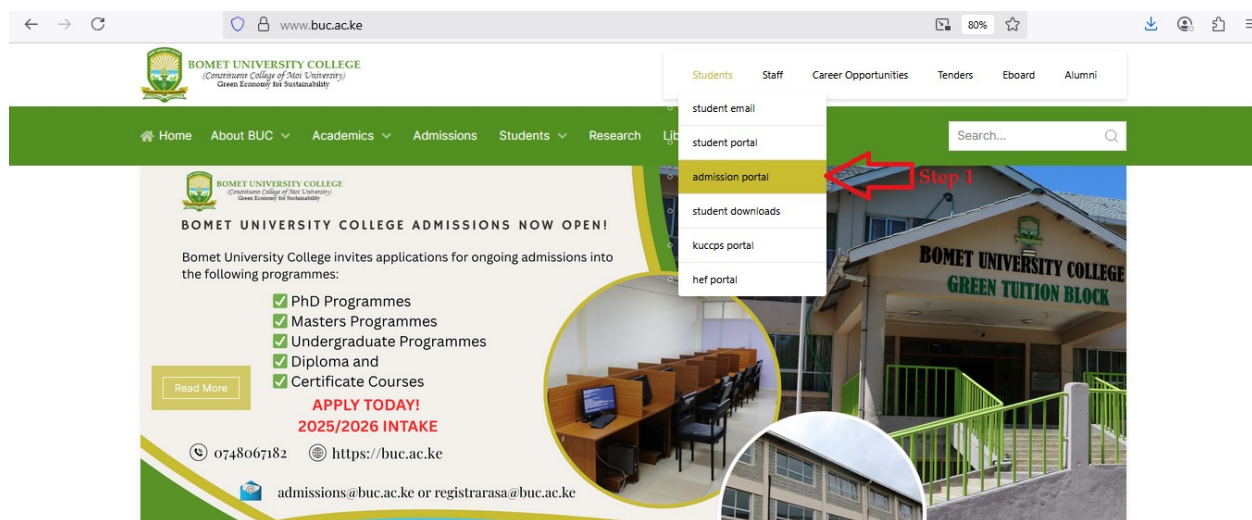 www.buc.ac.ke
80%
BOMET UNIVERSITY COLLEGE
(Constituent College of Moi University)
Green Economy for Sustainability
Students Staff Career Opportunities Tenders Eboard Alumni
student email
student portal
admission portal
student downloads
kuccps portal
hef portal
Step 1
Home About BUC Academics Admissions Students Research Lib
Search...
BOMET UNIVERSITY COLLEGE
(Constituent College of Moi University)
Green Economy for Sustainability
BOMET UNIVERSITY COLLEGE ADMISSIONS NOW OPEN!
Bomet University College invites applications for ongoing admissions into
the following programmes:
PhD Programmes
Masters Programmes
Undergraduate Programmes
Diploma and
Certificate Courses
Read More
APPLY TODAY!
2025/2026 INTAKE
0748067182 https://buc.ac.ke
admissions@buc.ac.ke or registrarasa@buc.ac.ke
BOMET UNIVERSITY COLLEGE
GREEN TUITION BLOCK